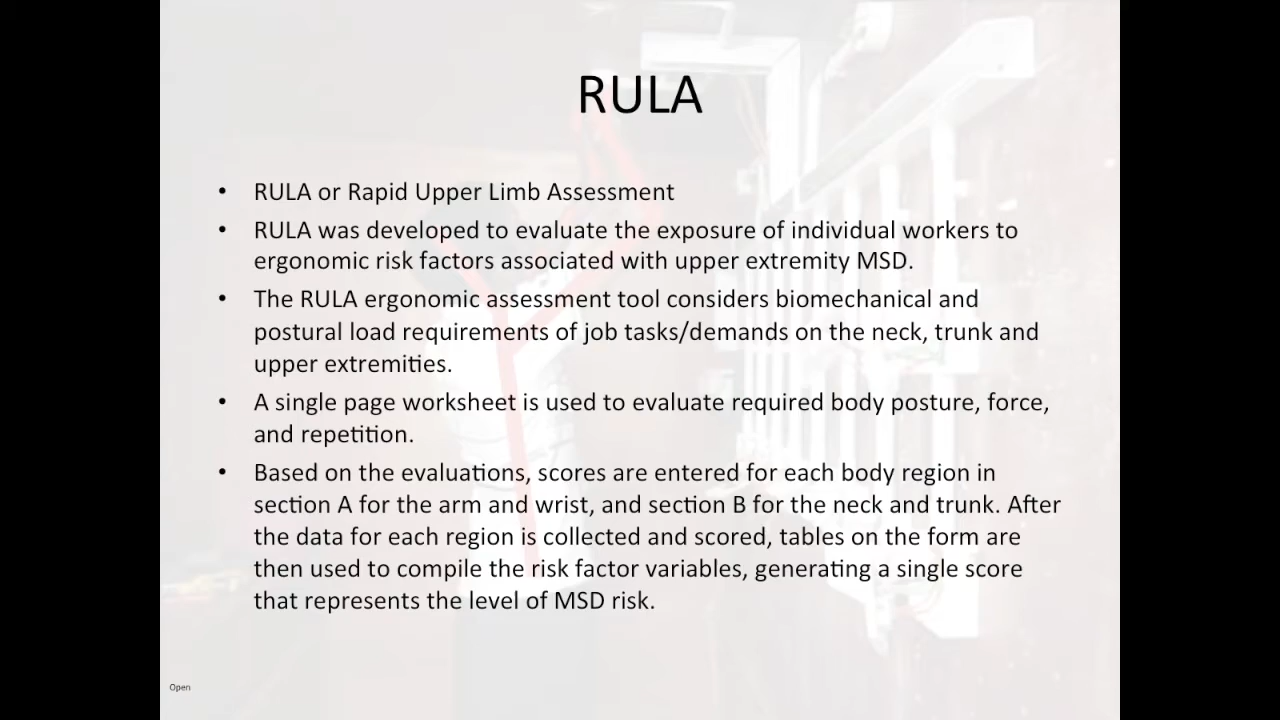 RULA
• RULA or Rapid Upper Limb Assessment
• RULA was developed to evaluate the exposure of individual workers to
ergonomic risk factors associated with upper extremity MSD.
• The RULA ergonomic assessment tool considers biomechanical and
postural load requirements of job tasks/demands on the neck, trunk and
upper extremities.
• A single page worksheet is used to evaluate required body posture, force,
and repetition.
• Based on the evaluations, scores are entered for each body region in
section A for the arm and wrist, and section B for the neck and trunk. After
the data for each region is collected and scored, tables on the form are
then used to compile the risk factor variables, generating a single score
that represents the level of MSD risk.
Open